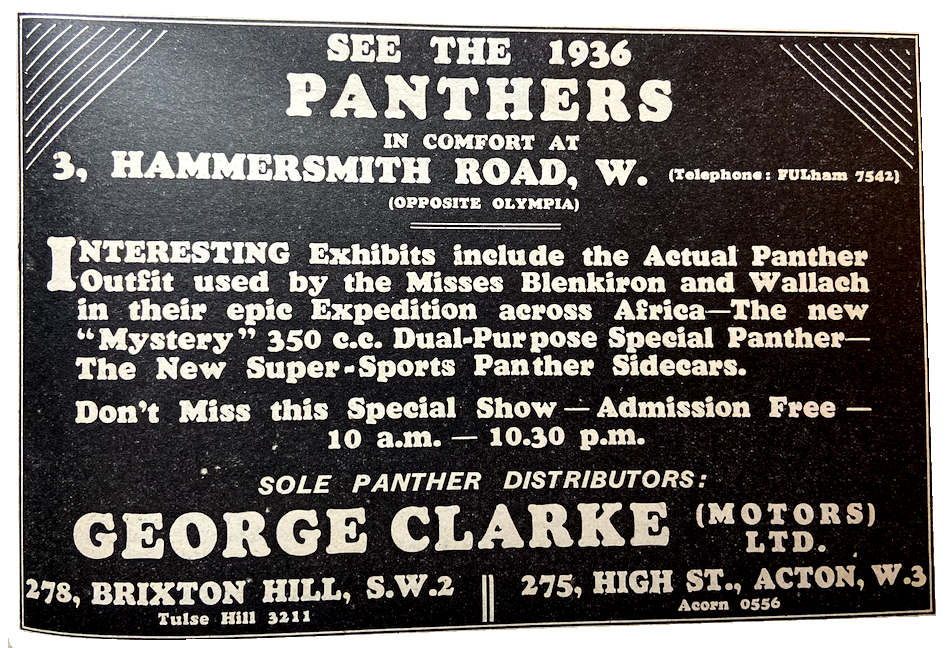 SEE THE 1936
PANTHERS
IN COMFORT AT
3, HAMMERSMITH ROAD, W. (Telephone: FULham 7542)
(OPPOSITE OLYMPIA)
INTERESTING Exhibits include the Actual Panther
Outfit used by the Misses Blenkiron and Wallach
in their epic Expedition across Africa—The new
“Mystery” 350 c.c. Dual-Purpose Special Panther—
The New Super-Sports Panther Sidecars.
Don't Miss this Special Show — Admission Free —
10 a.m. — 10.30 p.m.
SOLE PANTHER DISTRIBUTORS:
GEORGE CLARKE (MOTORS) LTD.
278, BRIXTON HILL, S.W.2
Tulse Hill 3211
275, HIGH ST., ACTON, W.3
Acorn 0556